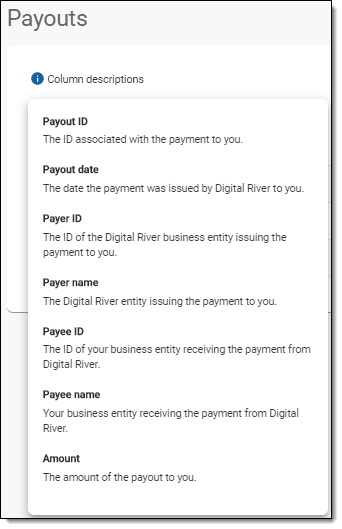 Payouts
Column descriptions
Payout ID
The ID associated with the payment to you.
Payout date
The date the payment was issued by Digital River to you.
Payer ID
The ID of the Digital River business entity issuing the
payment to you.
Payer name
The Digital River entity issuing the payment to you.
Payee ID
The ID of your business entity receiving the payment from
Digital River.
Payee name
Your business entity receiving the payment from Digital
River.
Amount
The amount of the payout to you.